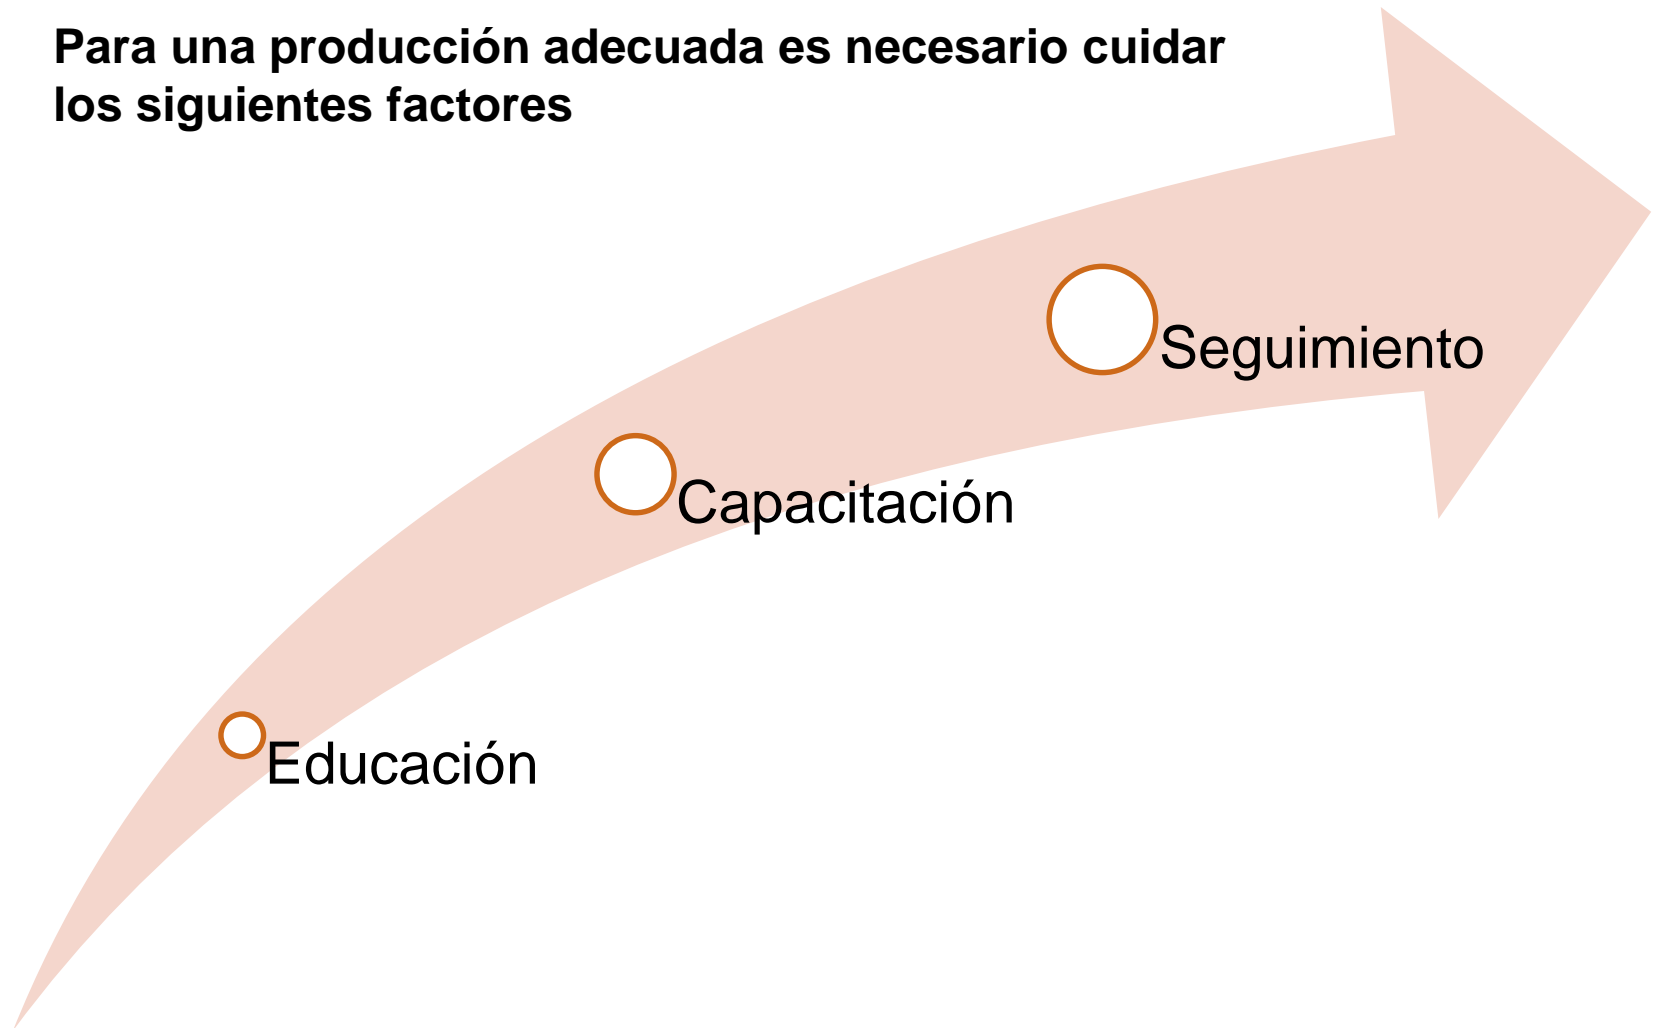 Para una producción adecuada es necesario cuidar
los siguientes factores
Seguimiento
Capacitación
Educación